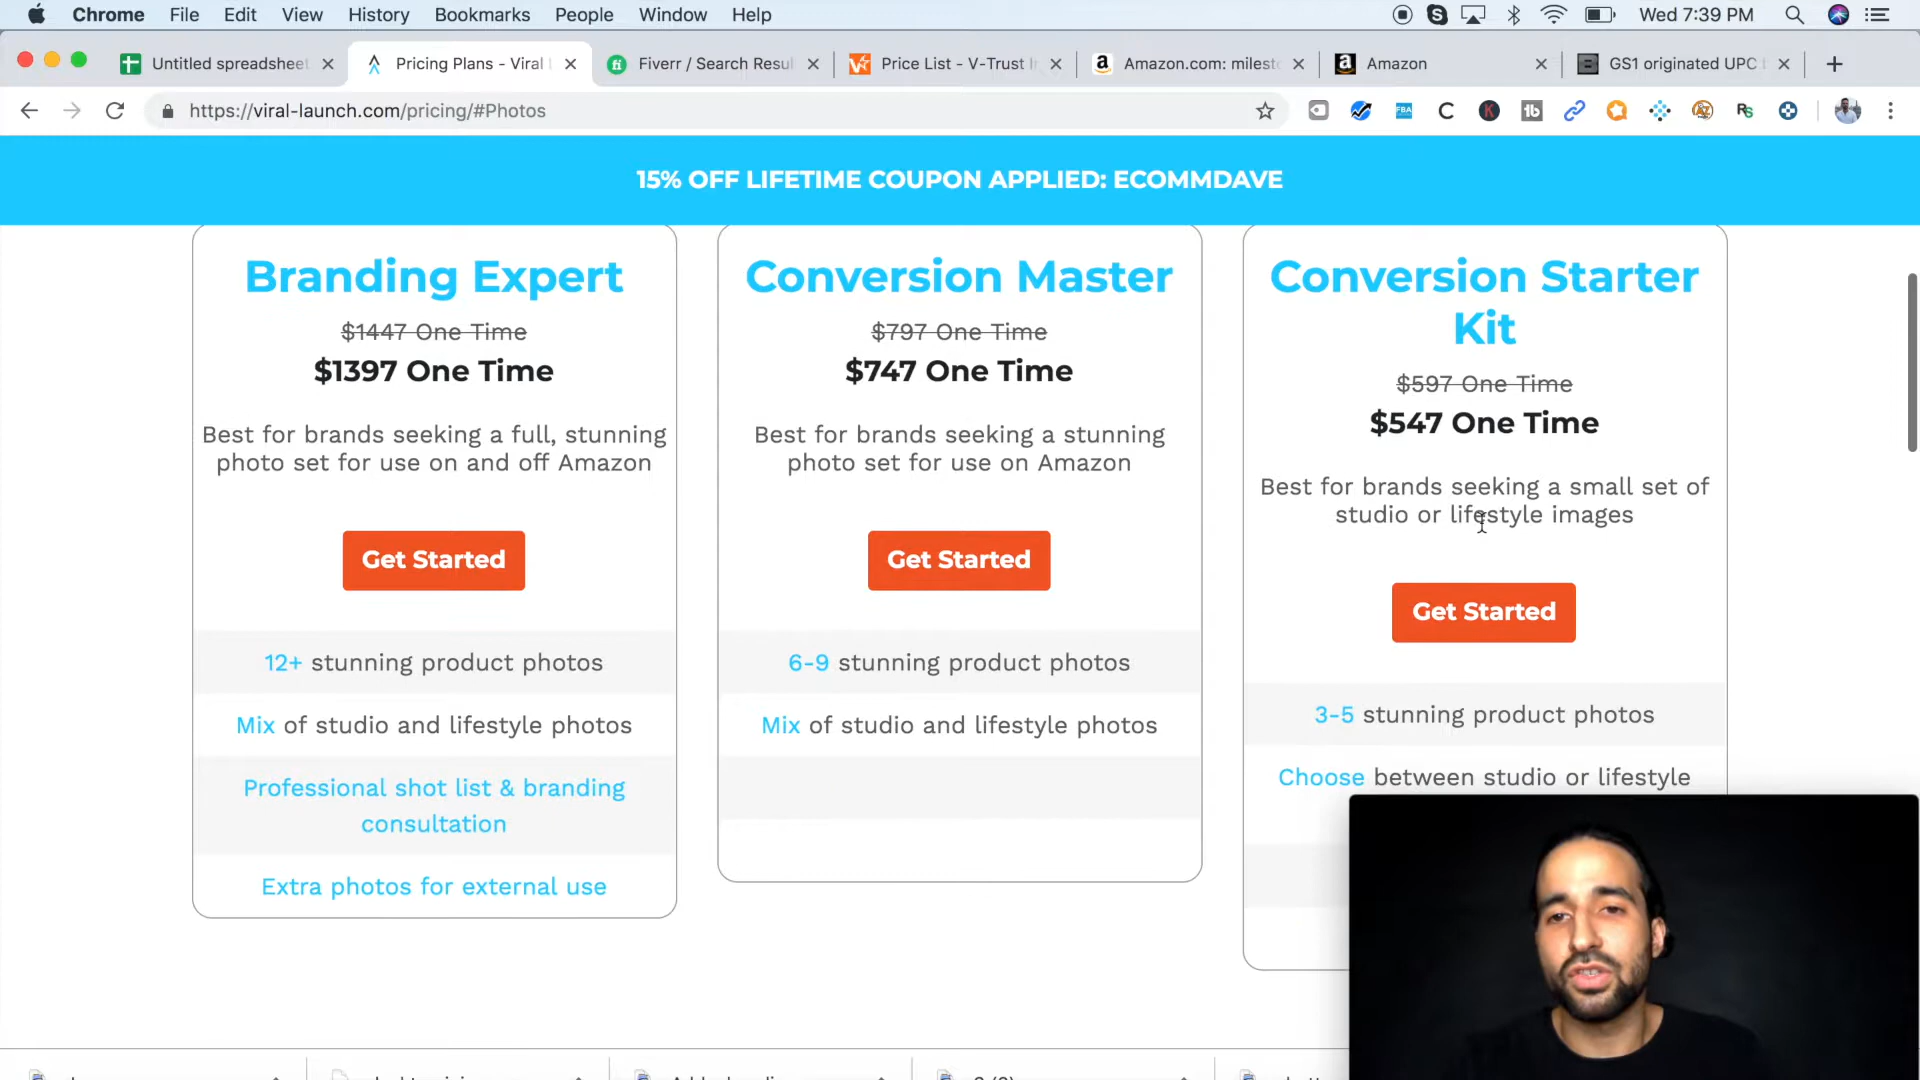 Chrome File Edit View History Bookmarks People Window Help Wed 7:39 PM
Untitled spreadsheet Pricing Plans - Viral Fiverr / Search Resul Price List - V-Trust Amazon.com: milest Amazon GS1 originated UPC
https://viral-launch.com/pricing/#Photos
15% OFF LIFETIME COUPON APPLIED: ECOMMDAVE
Branding Expert
$1447 One Time
$1397 One Time
Best for brands seeking a full, stunning
photo set for use on and off Amazon
Get Started
12+ stunning product photos
Mix of studio and lifestyle photos
Professional shot list & branding
consultation
Extra photos for external use
Conversion Master
$797 One Time
$747 One Time
Best for brands seeking a stunning
photo set for use on Amazon
Get Started
6-9 stunning product photos
Mix of studio and lifestyle photos
Conversion Starter
Kit
$597 One Time
$547 One Time
Best for brands seeking a small set of
studio or lifestyle images
Get Started
3-5 stunning product photos
Choose between studio or lifestyle